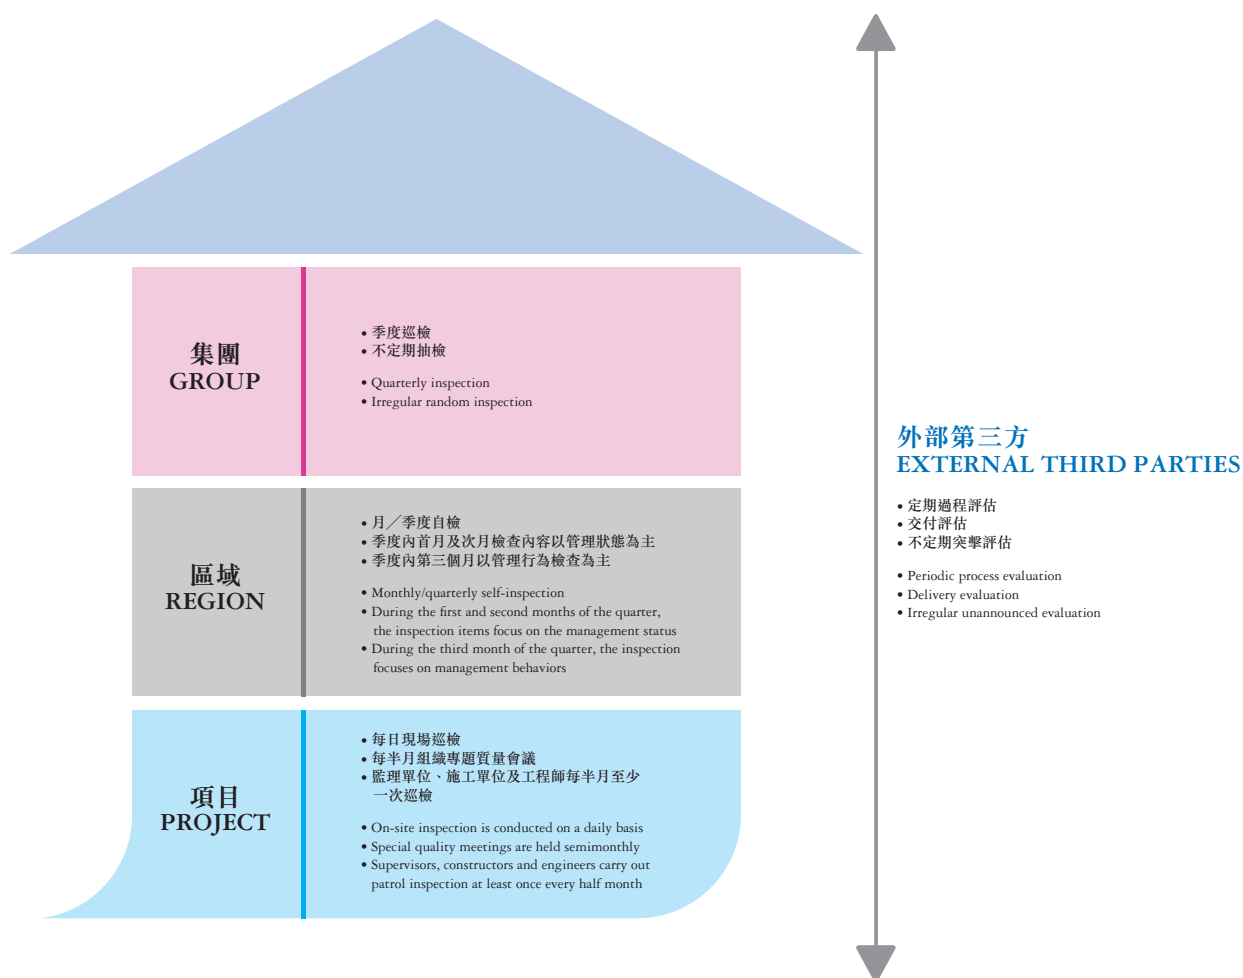 集團
GROUP
• 季度巡檢
• 不定期抽檢
• Quarterly inspection
• Irregular random inspection
區域
REGION
• 月／季度自檢
• 季度內首月及次月檢查內容以管理狀態為主
• 季度內第三個月以管理行為檢查為主
• Monthly/quarterly self-inspection
• During the first and second months of the quarter,
the inspection items focus on the management status
• During the third month of the quarter, the inspection
focuses on management behaviors
項目
PROJECT
• 每日現場巡檢
• 每半月組織專題質量會議
• 監理單位、施工單位及工程師每半月至少
一次巡檢
• On-site inspection is conducted on a daily basis
• Special quality meetings are held semimonthly
• Supervisors, constructors and engineers carry out
patrol inspection at least once every half month
外部第三方
EXTERNAL THIRD PARTIES
• 定期過程評估
• 交付評估
• 不定期突擊評估
• Periodic process evaluation
• Delivery evaluation
• Irregular unannounced evaluation